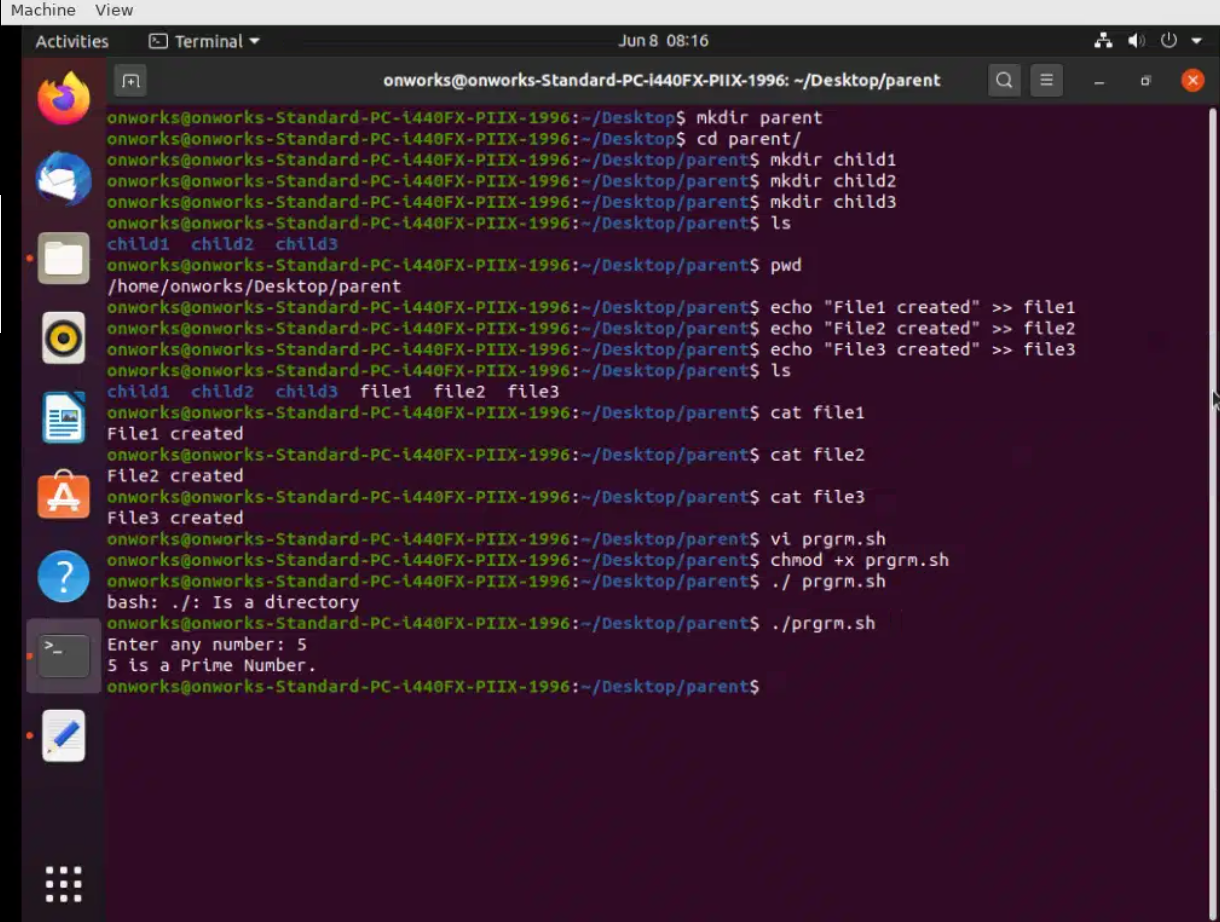 Machine View
Activities Terminal Jun 8 08:16
onworks@onworks-Standard-PC-i440FX-PIIX-1996: ~/Desktop/parent
onworks@onworks-Standard-PC-i440FX-PIIX-1996:~/Desktop$ mkdir parent
onworks@onworks-Standard-PC-i440FX-PIIX-1996:~/Desktop$ cd parent/
onworks@onworks-Standard-PC-i440FX-PIIX-1996:~/Desktop/parent$ mkdir child1
onworks@onworks-Standard-PC-i440FX-PIIX-1996:~/Desktop/parent$ mkdir child2
onworks@onworks-Standard-PC-i440FX-PIIX-1996:~/Desktop/parent$ mkdir child3
onworks@onworks-Standard-PC-i440FX-PIIX-1996:~/Desktop/parent$ ls
child1 child2 child3
onworks@onworks-Standard-PC-i440FX-PIIX-1996:~/Desktop/parent$ pwd
/home/onworks/Desktop/parent
onworks@onworks-Standard-PC-i440FX-PIIX-1996:~/Desktop/parent$ echo "File1 created" >> file1
onworks@onworks-Standard-PC-i440FX-PIIX-1996:~/Desktop/parent$ echo "File2 created" >> file2
onworks@onworks-Standard-PC-i440FX-PIIX-1996:~/Desktop/parent$ echo "File3 created" >> file3
onworks@onworks-Standard-PC-i440FX-PIIX-1996:~/Desktop/parent$ ls
child1 child2 child3 file1 file2 file3
onworks@onworks-Standard-PC-i440FX-PIIX-1996:~/Desktop/parent$ cat file1
File1 created
onworks@onworks-Standard-PC-i440FX-PIIX-1996:~/Desktop/parent$ cat file2
File2 created
onworks@onworks-Standard-PC-i440FX-PIIX-1996:~/Desktop/parent$ cat file3
File3 created
onworks@onworks-Standard-PC-i440FX-PIIX-1996:~/Desktop/parent$ vi prgrm.sh
onworks@onworks-Standard-PC-i440FX-PIIX-1996:~/Desktop/parent$ chmod +x prgrm.sh
onworks@onworks-Standard-PC-i440FX-PIIX-1996:~/Desktop/parent$ ./ prgrm.sh
bash: ./: Is a directory
onworks@onworks-Standard-PC-i440FX-PIIX-1996:~/Desktop/parent$ ./prgrm.sh
Enter any number: 5
5 is a Prime Number.
onworks@onworks-Standard-PC-i440FX-PIIX-1996:~/Desktop/parent$